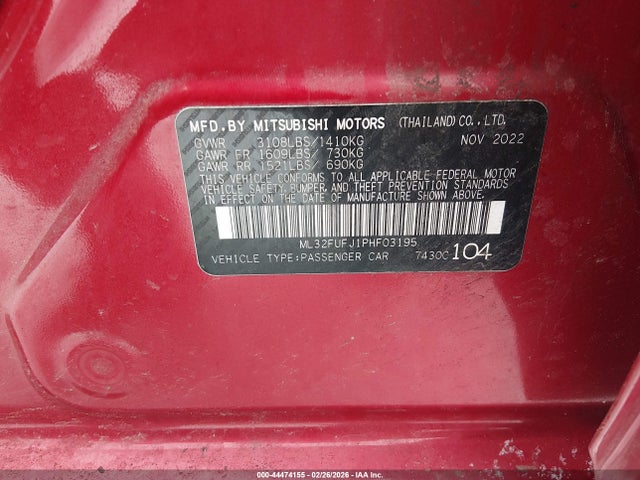 MFD.BY MITSUBISHI MOTORS (THAILAND)CO.,LTD.
GVWR 3108LBS/1410KG NOV 2022
GAWR FR 1609LBS/ 730KG
GAWR RR 1521LBS/ 690KG
THIS VEHICLE CONFORMS TO ALL APPLICABLE FEDERAL MOTOR
VEHICLE SAFETY, BUMPER, AND THEFT PREVENTION STANDARDS
IN EFFECT ON THE DATE OF MANUFACTURE SHOWN ABOVE.
ML32FUFJ1PHF03195
VEHICLE TYPE:PASSENGER CAR 7430C 104
000-44474155 - 02/26/2026 - IAA Inc.